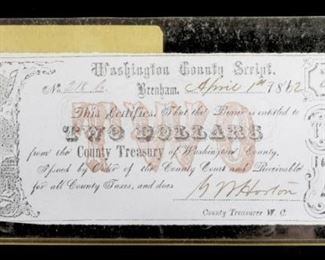 Washington County Script.
No. 218 Brenham. April 1st 1862
This Certifies That the Bearer is entitled to
TWO DOLLARS
TWO
from the County Treasury of Washington County.
Issued by Order of the County Court and Receivable
for all County Taxes, and dues
County Treasurer W. C.